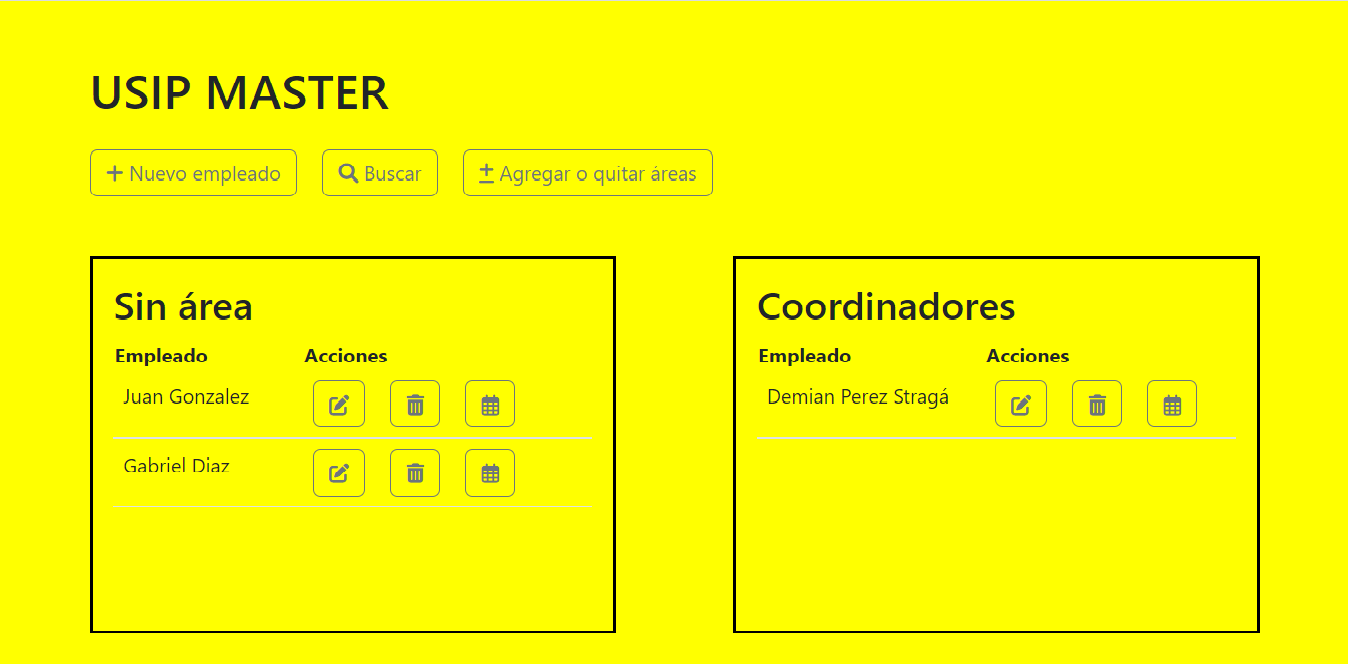 USIP MASTER
Nuevo empleado Buscar Agregar o quitar áreas
Sin área
Empleado Acciones
Juan Gonzalez
Gabriel Diaz
Coordinadores
Empleado Acciones
Demian Perez Stragá